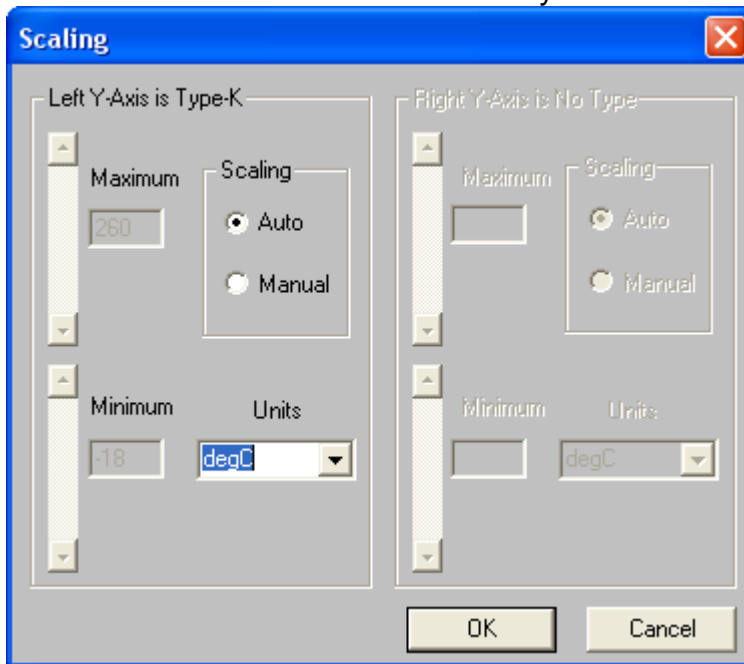 Scaling
Left Y-Axis is Type-K
Maximum
260
Scaling
Auto
Manual
Minimum
-18
Units
degC
Right Y-Axis is No Type
Maximum
Scaling
Auto
Manual
Minimum
Units
degC
OK
Cancel